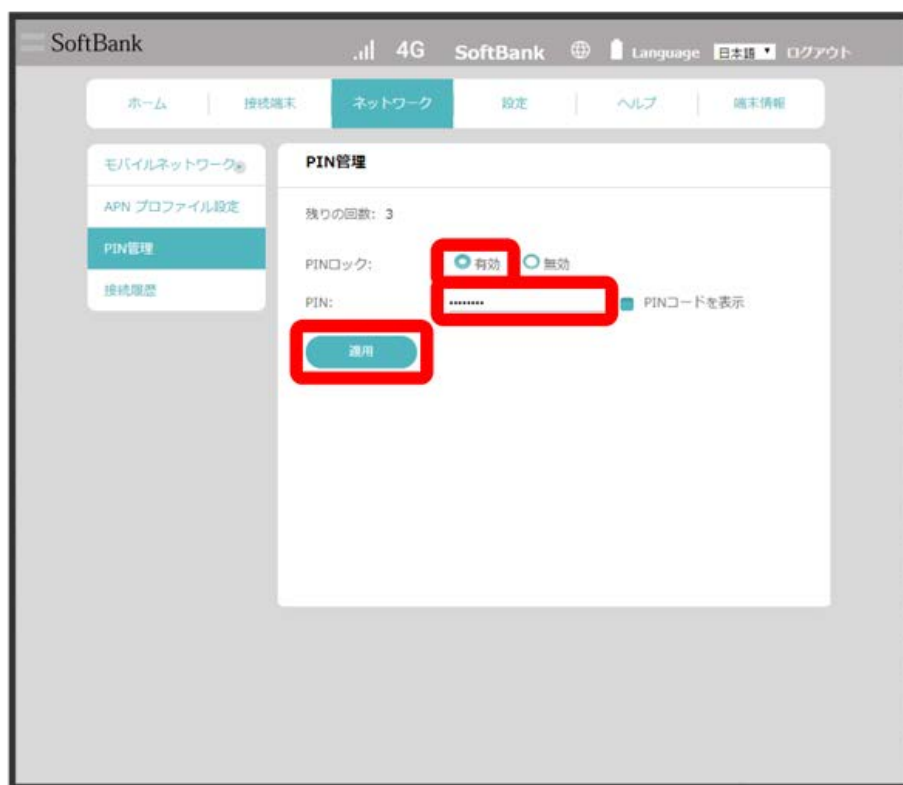 SoftBank
4G SoftBank Language 日本語 ログアウト
ホーム 接続端末 ネットワーク 設定 ヘルプ 端末情報
モバイルネットワーク
APN プロファイル設定
PIN管理
接続履歴
PIN管理
残りの回数: 3
PINロック: 有効 無効
PIN: ········ PINコードを表示
適用